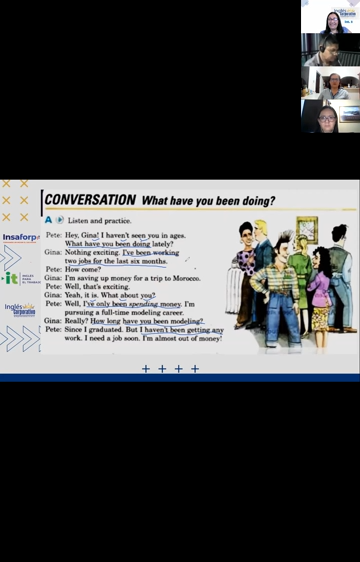 Inglés
Corporativo
CONVERSATION What have you been doing?
A Listen and practice.
Pete: Hey, Gina! I haven't seen you in ages.
What have you been doing lately?
Gina: Nothing exciting. I've been working
two jobs for the last six months.
Pete: How come?
Gina: I'm saving up money for a trip to Morocco.
Pete: Well, that's exciting.
Gina: Yeah, it is. What about you?
Pete: Well, I've only been spending money. I'm
pursuing a full-time modeling career.
Gina: Really? How long have you been modeling?
Pete: Since I graduated. But I haven't been getting any
work. I need a job soon. I'm almost out of money!
Insaforp
it
Inglés